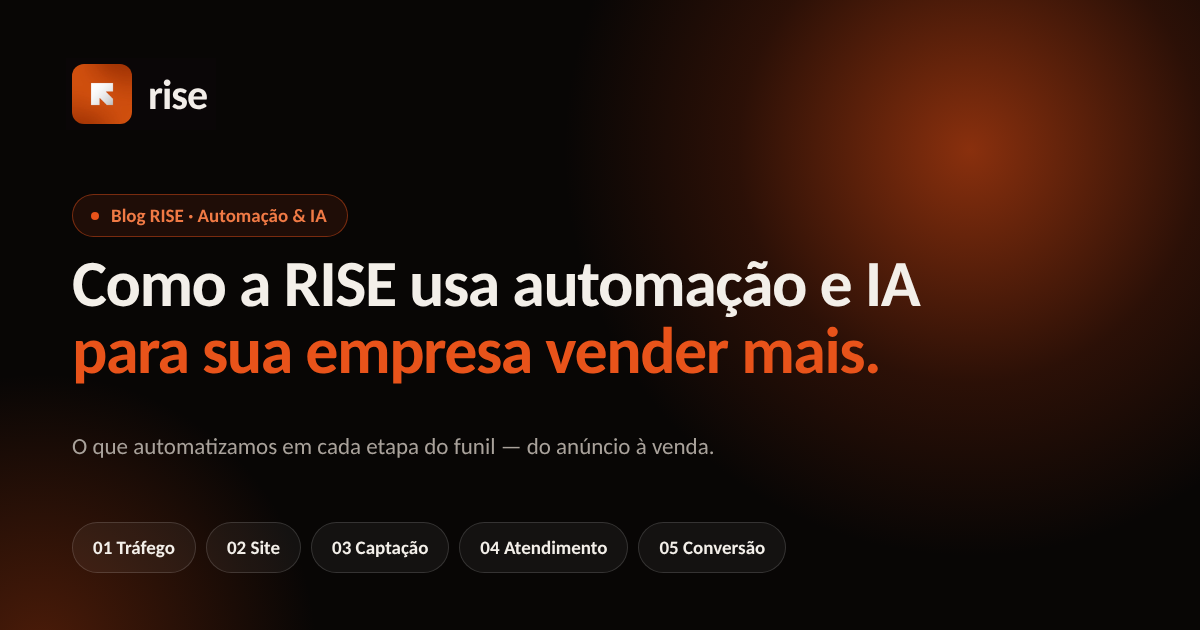 rise
Blog RISE · Automação & IA
Como a RISE usa automação e IA
para sua empresa vender mais.
O que automatizamos em cada etapa do funil — do anúncio à venda.
01 Tráfego
02 Site
03 Captação
04 Atendimento
05 Conversão